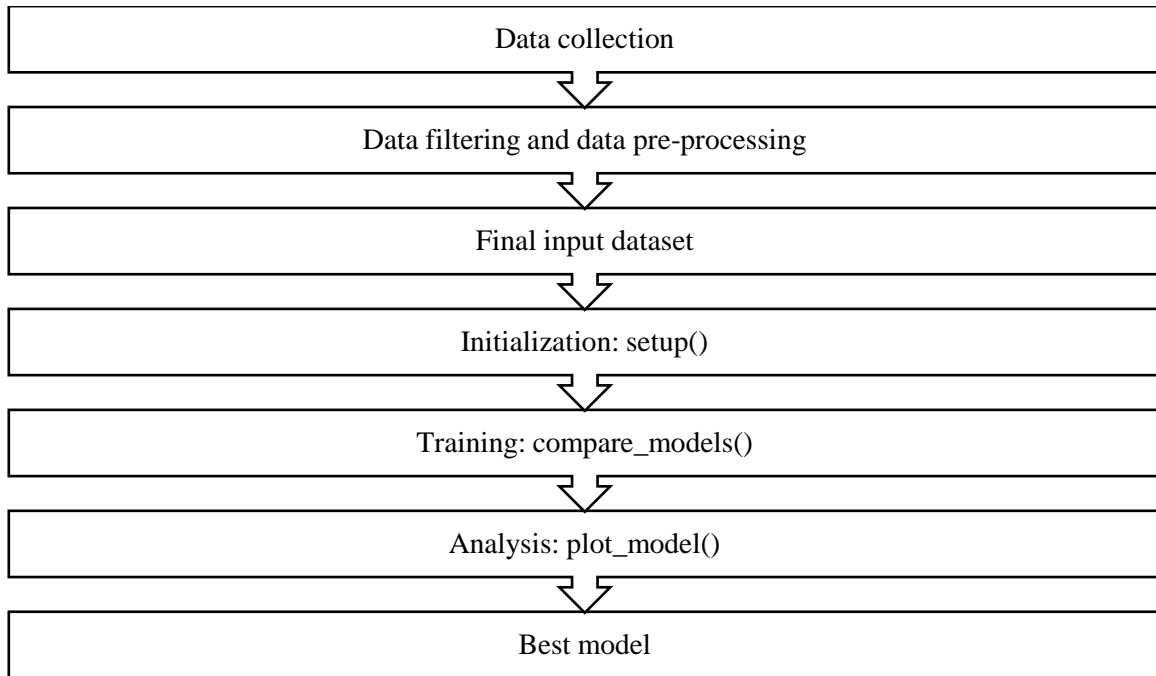 Data collection
Data filtering and data pre-processing
Final input dataset
Initialization: setup()
Training: compare_models()
Analysis: plot_model()
Best model